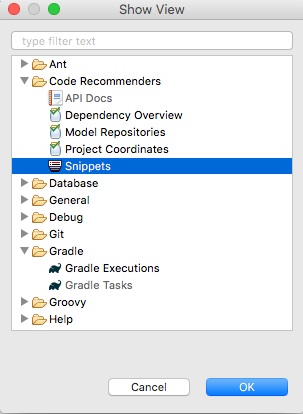 Show View
type filter text
Ant
Code Recommenders
API Docs
Dependency Overview
Model Repositories
Project Coordinates
Snippets
Database
General
Debug
Git
Gradle
Gradle Executions
Gradle Tasks
Groovy
Help
Cancel OK